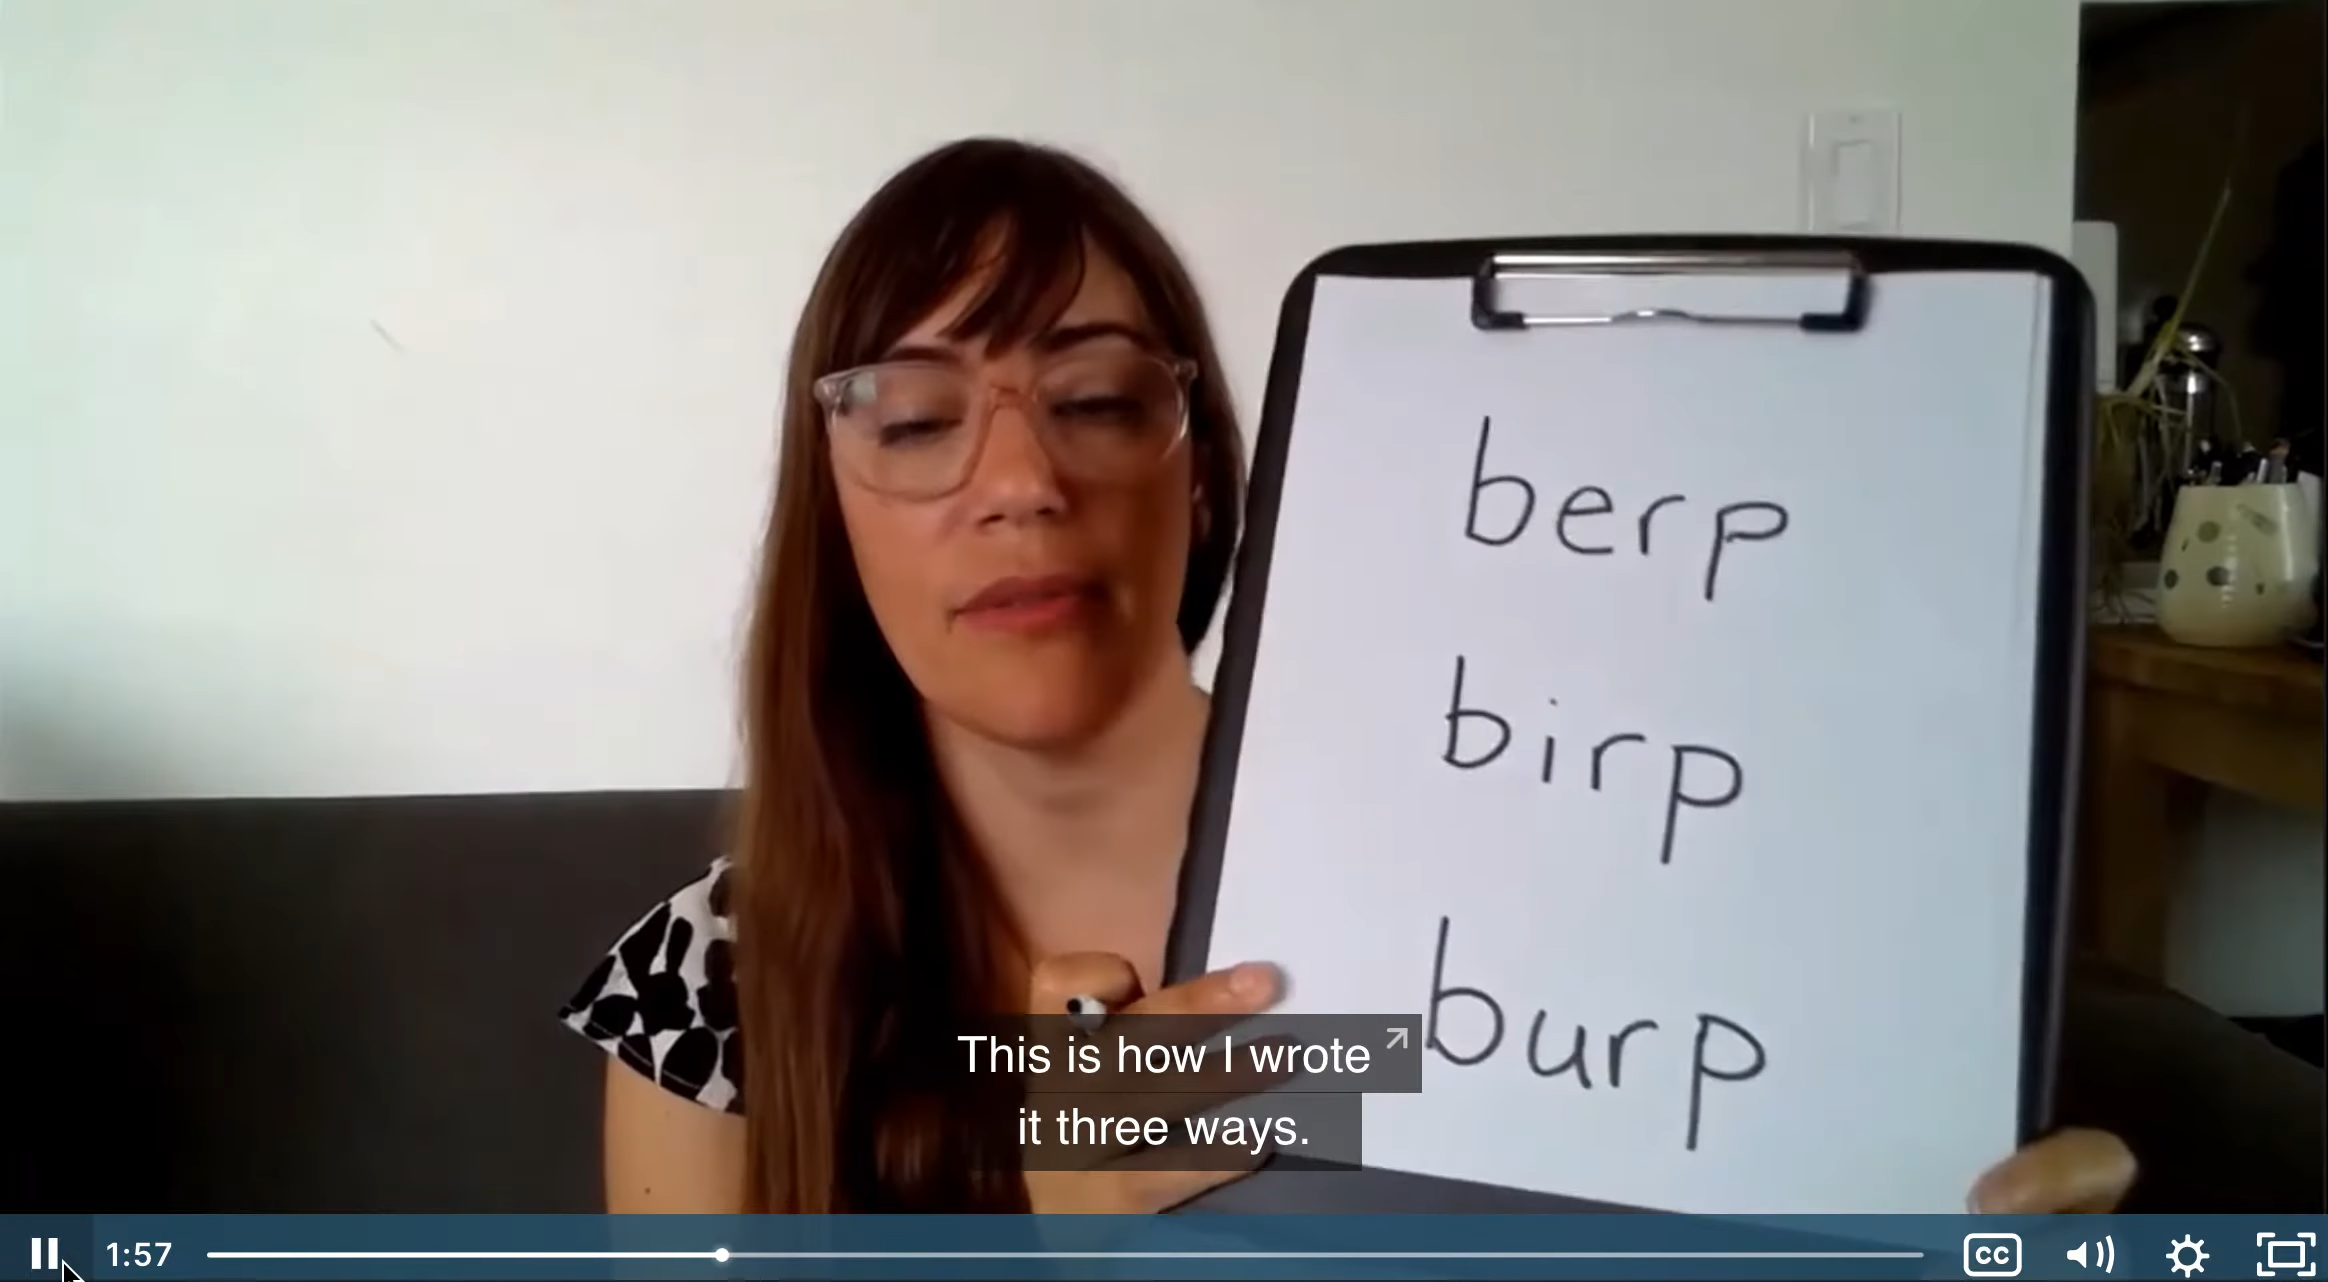 berp
birp
burp
This is how I wrote
it three ways.
1:57
CC